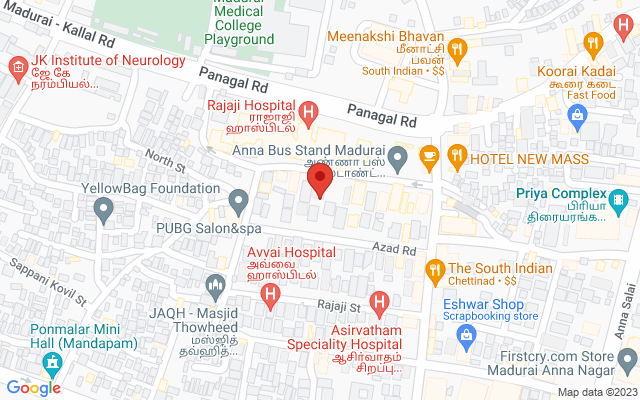 Madurai
Medical
College
Playground
Madurai - Kallal Rd
Panagal Rd
Panagal Rd
Meenakshi Bhavan
மீனாட்சி
பவன்
South Indian • $$
Koorai Kadai
கூரை கடை
Fast Food
JK Institute of Neurology
ஜே.கே
நரம்பியல்...
Rajaji Hospital
ராஜாஜி
ஹாஸ்பிடல்
Anna Bus Stand Madurai
அண்ணா பஸ்
HOTEL NEW MASS
North St
YellowBag Foundation
PUBG Salon&spa
Priya Complex
பிரியா
திரையரங்க...
Azad Rd
Avvai Hospital
அவ்வை
ஹாஸ்பிடல்
The South Indian
Chettinad • $$
Sappani Kovil St
JAQH - Masjid
Thowheed
மஸ்ஜித்
தவ்ஹீத்...
Rajaji St
Eshwar Shop
Scrapbooking store
Anna Salai
Asirvatham
Speciality Hospital
ஆசிர்வாதம்
சிறப்பு...
Ponmalar Mini
Hall (Mandapam)
Firstcry.com Store
Madurai Anna Nagar
Google
Map data ©2023